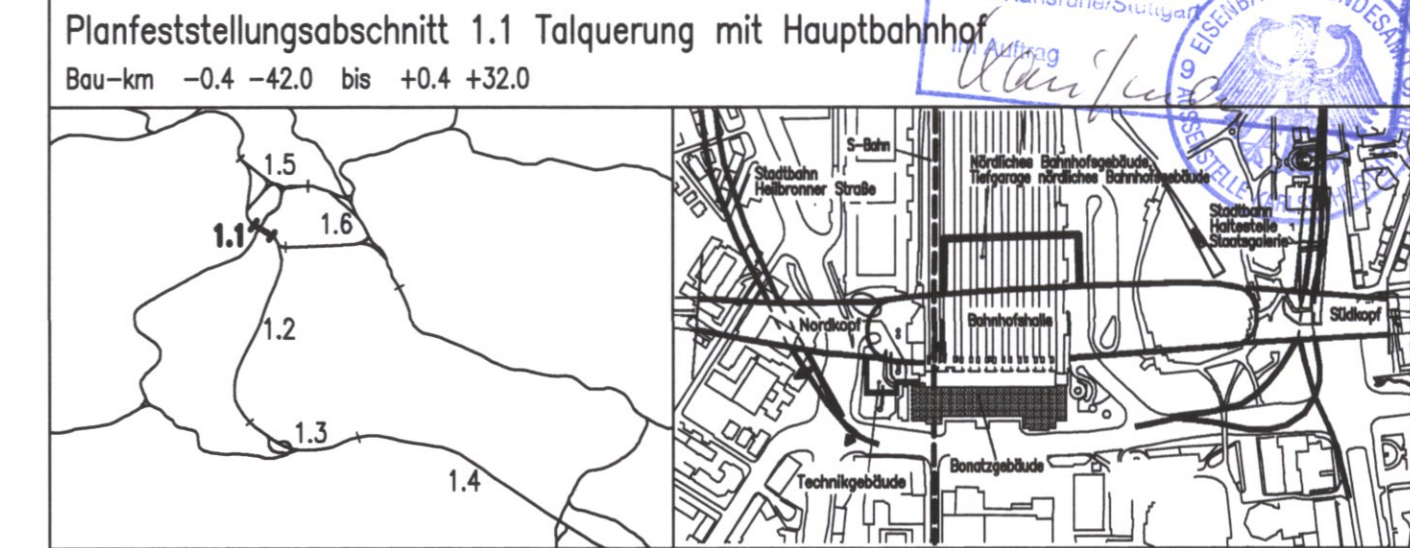 Planfeststellungsabschnitt 1.1 Talquerung mit Hauptbahnhof
Bau-km -0.4 -42.0 bis +0.4 +32.0
Im Auftrag
1.5
1.6
1.1
1.2
1.3
1.4
S-Bahn
Stadtbahn
Heilbronner Straße
Nördliches Bahnhofsgebäude,
Tiefgarage nördliches Bahnhofsgebäude
Stadtbahn
Haltestelle
Staatsgalerie
Nordkopf
Bahnhofshalle
Südkopf
Technikgebäude
Bonatzgebäude